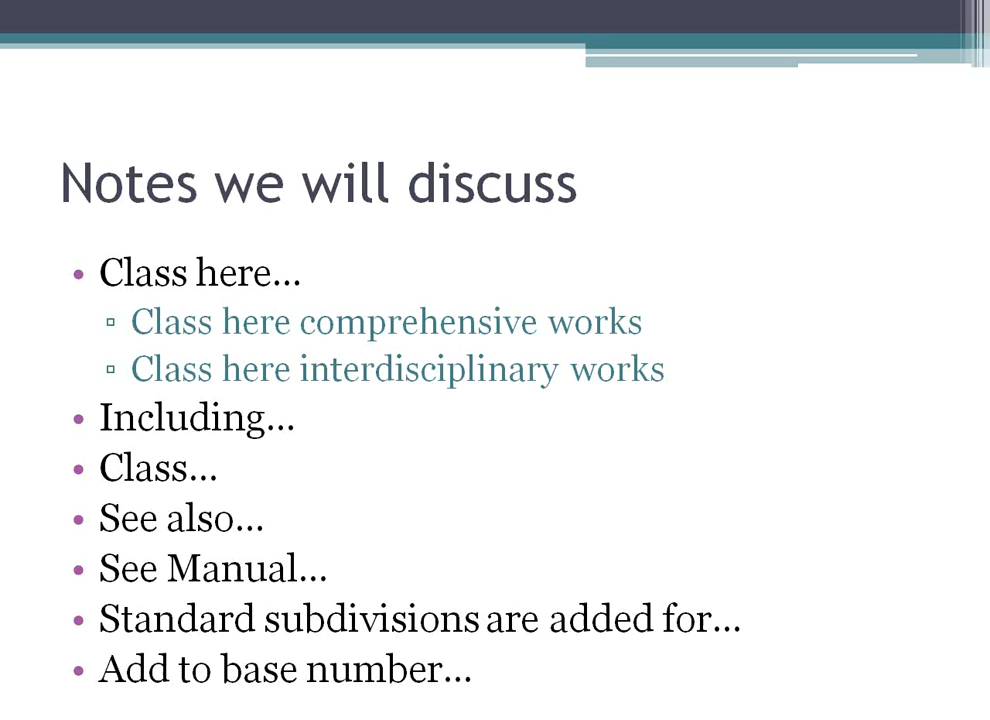 Notes we will discuss
• Class here...
▫ Class here comprehensive works
▫ Class here interdisciplinary works
• Including...
• Class...
• See also...
• See Manual...
• Standard subdivisions are added for...
• Add to base number...